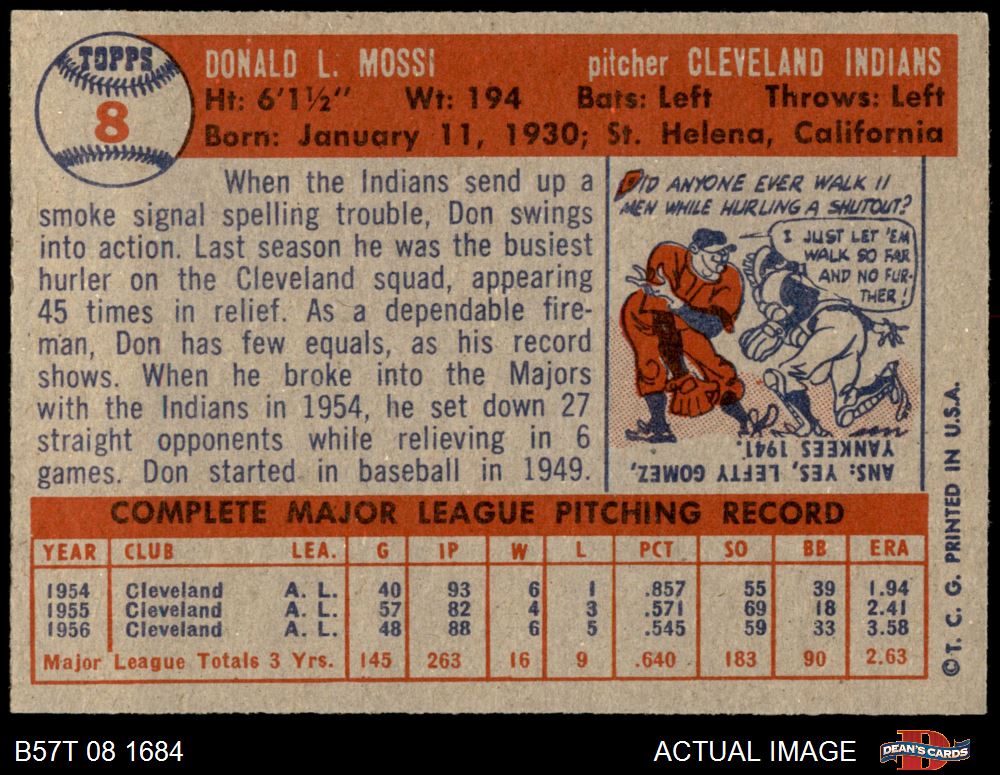 TOPPS
8
DONALD L. MOSSI pitcher CLEVELAND INDIANS
Ht: 6'1½" Wt: 194 Bats: Left Throws: Left
Born: January 11, 1930; St. Helena, California
When the Indians send up a
smoke signal spelling trouble, Don swings
into action. Last season he was the busiest
hurler on the Cleveland squad, appearing
45 times in relief. As a dependable fire-
man, Don has few equals, as his record
shows. When he broke into the Majors
with the Indians in 1954, he set down 27
straight opponents while relieving in 6
games. Don started in baseball in 1949.
DID ANYONE EVER WALK 11
MEN WHILE HURLING A SHUTOUT?
I JUST LET 'EM
WALK SO FAR
AND NO FUR-
THER!
ANS: YES, LEFTY GOMEZ,
YANKEES 1941.
COMPLETE MAJOR LEAGUE PITCHING RECORD
YEAR CLUB LEA. G IP W L PCT SO BB ERA
1954 Cleveland A. L. 40 93 6 1 .857 55 39 1.94
1955 Cleveland A. L. 57 82 4 3 .571 69 18 2.41
1956 Cleveland A. L. 48 88 6 5 .545 59 33 3.58
Major League Totals 3 Yrs. 145 263 16 9 .640 183 90 2.63
©T. C. G. PRINTED IN U.S.A.
B57T 08 1684 ACTUAL IMAGE
D
DEAN'S CARDS